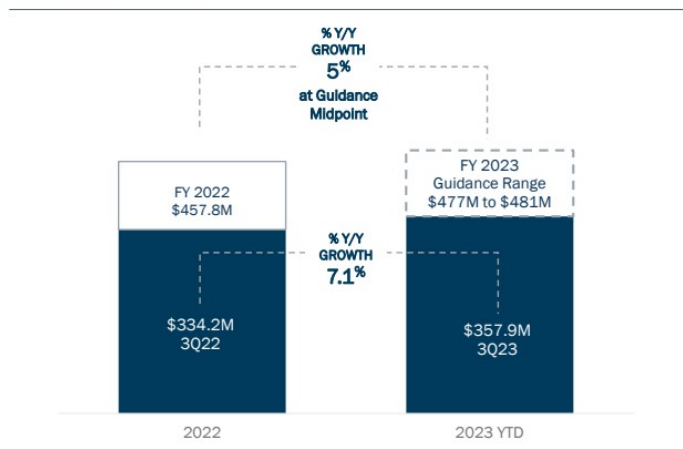 % Y/Y
GROWTH
5%
at Guidance
Midpoint
FY 2022
$457.8M
FY 2023
Guidance Range
$477M to $481M
% Y/Y
GROWTH
7.1%
$334.2M
3Q22
$357.9M
3Q23
2022
2023 YTD